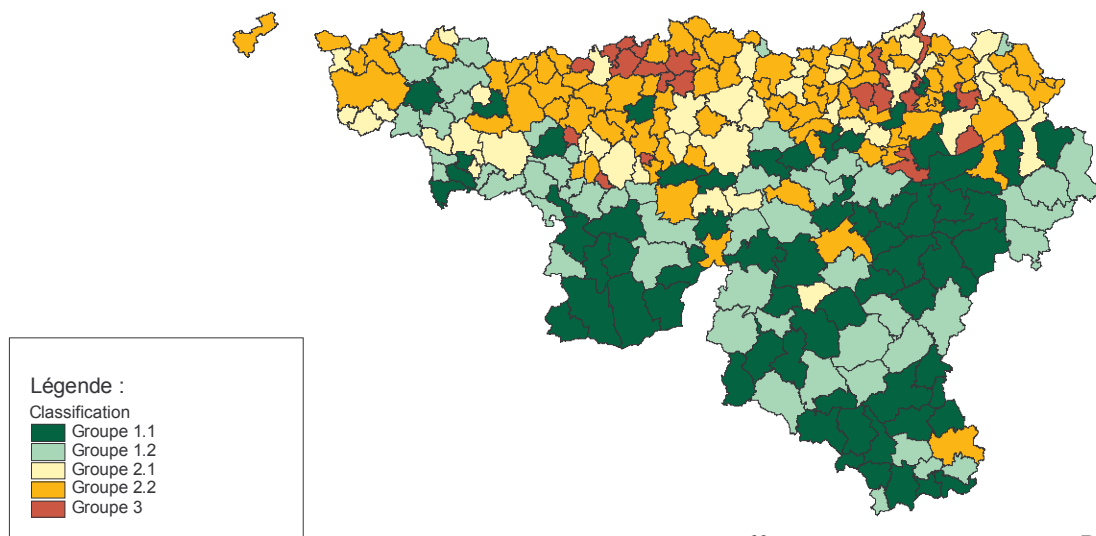 Légende :
Classification
Groupe 1.1
Groupe 1.2
Groupe 2.1
Groupe 2.2
Groupe 3